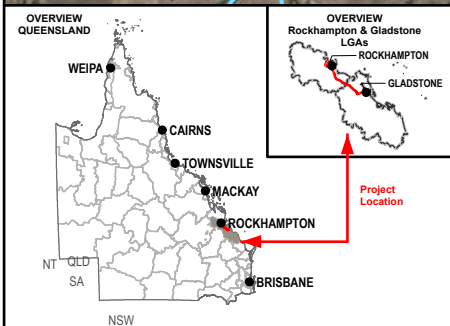 OVERVIEW
QUEENSLAND
WEIPA
CAIRNS
TOWNSVILLE
MACKAY
ROCKHAMPTON
BRISBANE
NT
QLD
SA
NSW
OVERVIEW
Rockhampton & Gladstone
LGAs
ROCKHAMPTON
GLADSTONE
Project
Location